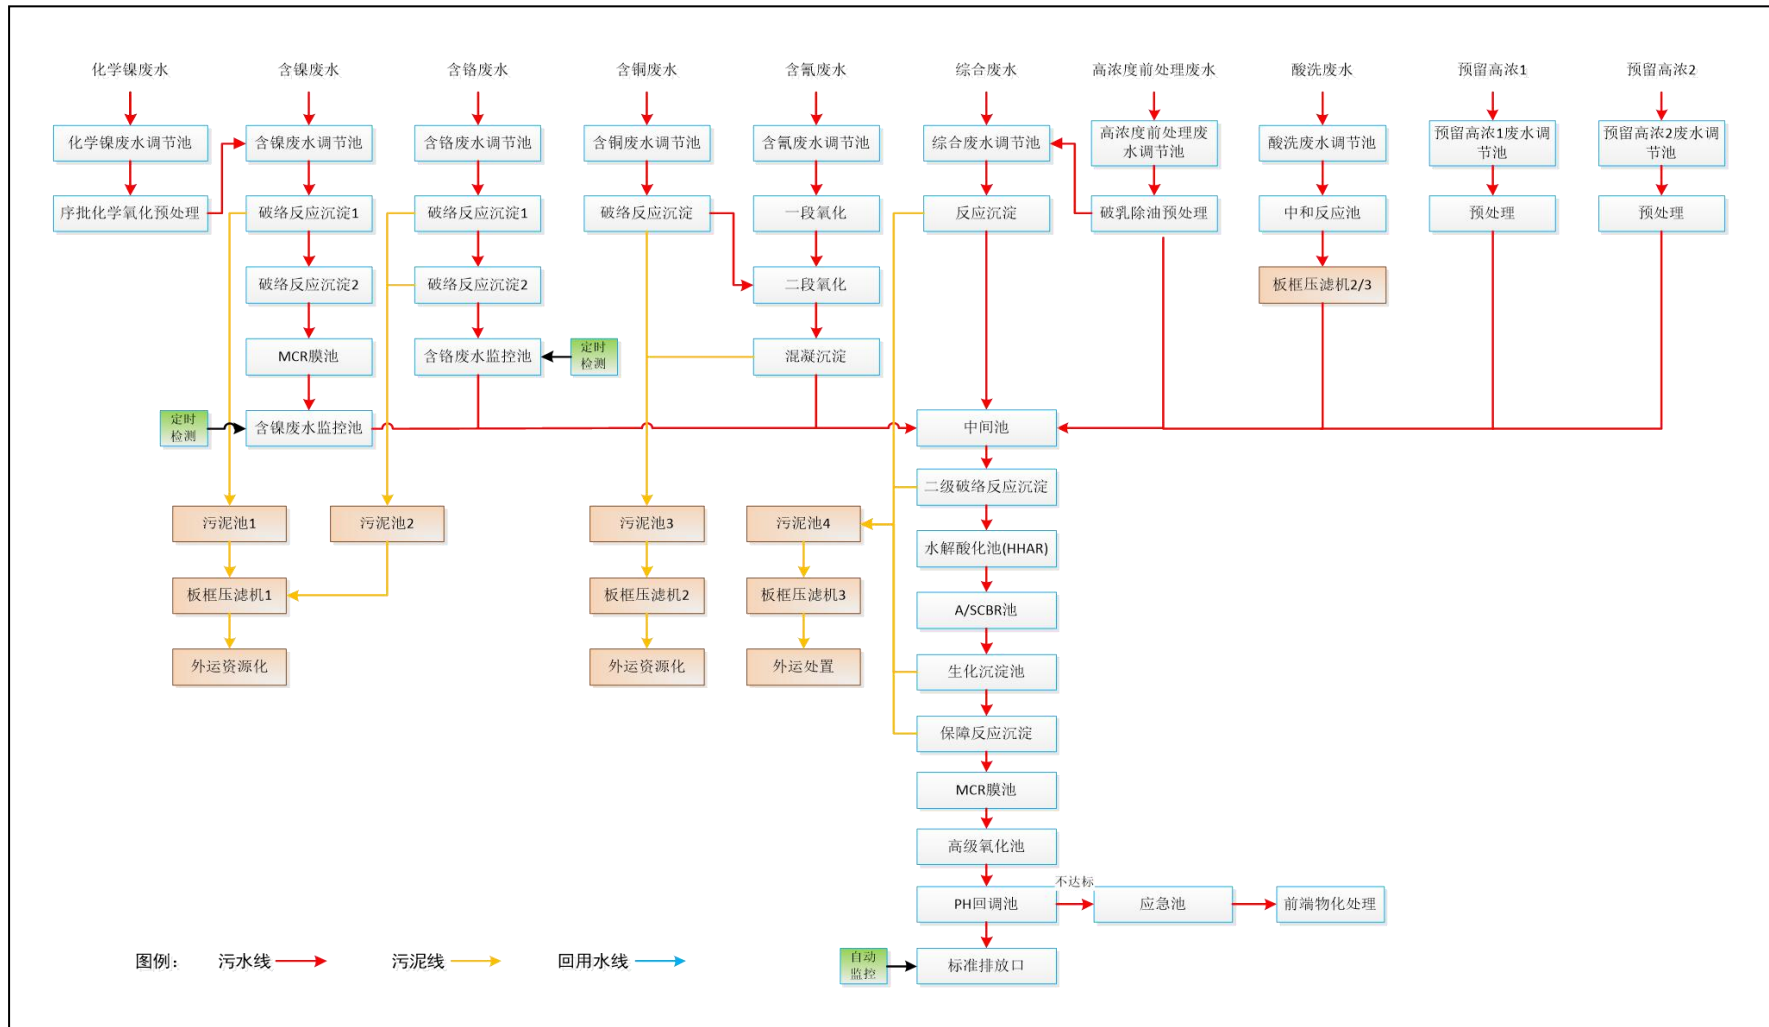 化学镍废水
含镍废水
含铬废水
含铜废水
含氰废水
综合废水
高浓度前处理废水
酸洗废水
预留高浓1
预留高浓2
化学镍废水调节池
含镍废水调节池
含铬废水调节池
含铜废水调节池
含氰废水调节池
综合废水调节池
高浓度前处理废
水调节池
酸洗废水调节池
预留高浓1废水调
节池
预留高浓2废水调
节池
序批化学氧化预处理
破络反应沉淀1
破络反应沉淀1
破络反应沉淀
一段氧化
反应沉淀
破乳除油预处理
中和反应池
预处理
预处理
破络反应沉淀2
破络反应沉淀2
二段氧化
板框压滤机2/3
MCR膜池
含铬废水监控池
定时
检测
混凝沉淀
定时
检测
含镍废水监控池
中间池
二级破络反应沉淀
污泥池1
污泥池2
污泥池3
污泥池4
水解酸化池(HHAR)
板框压滤机1
板框压滤机2
板框压滤机3
A/SCBR池
外运资源化
外运资源化
外运处置
生化沉淀池
保障反应沉淀
MCR膜池
高级氧化池
不达标
PH回调池
应急池
前端物化处理
图例：
污水线
污泥线
回用水线
自动
监控
标准排放口